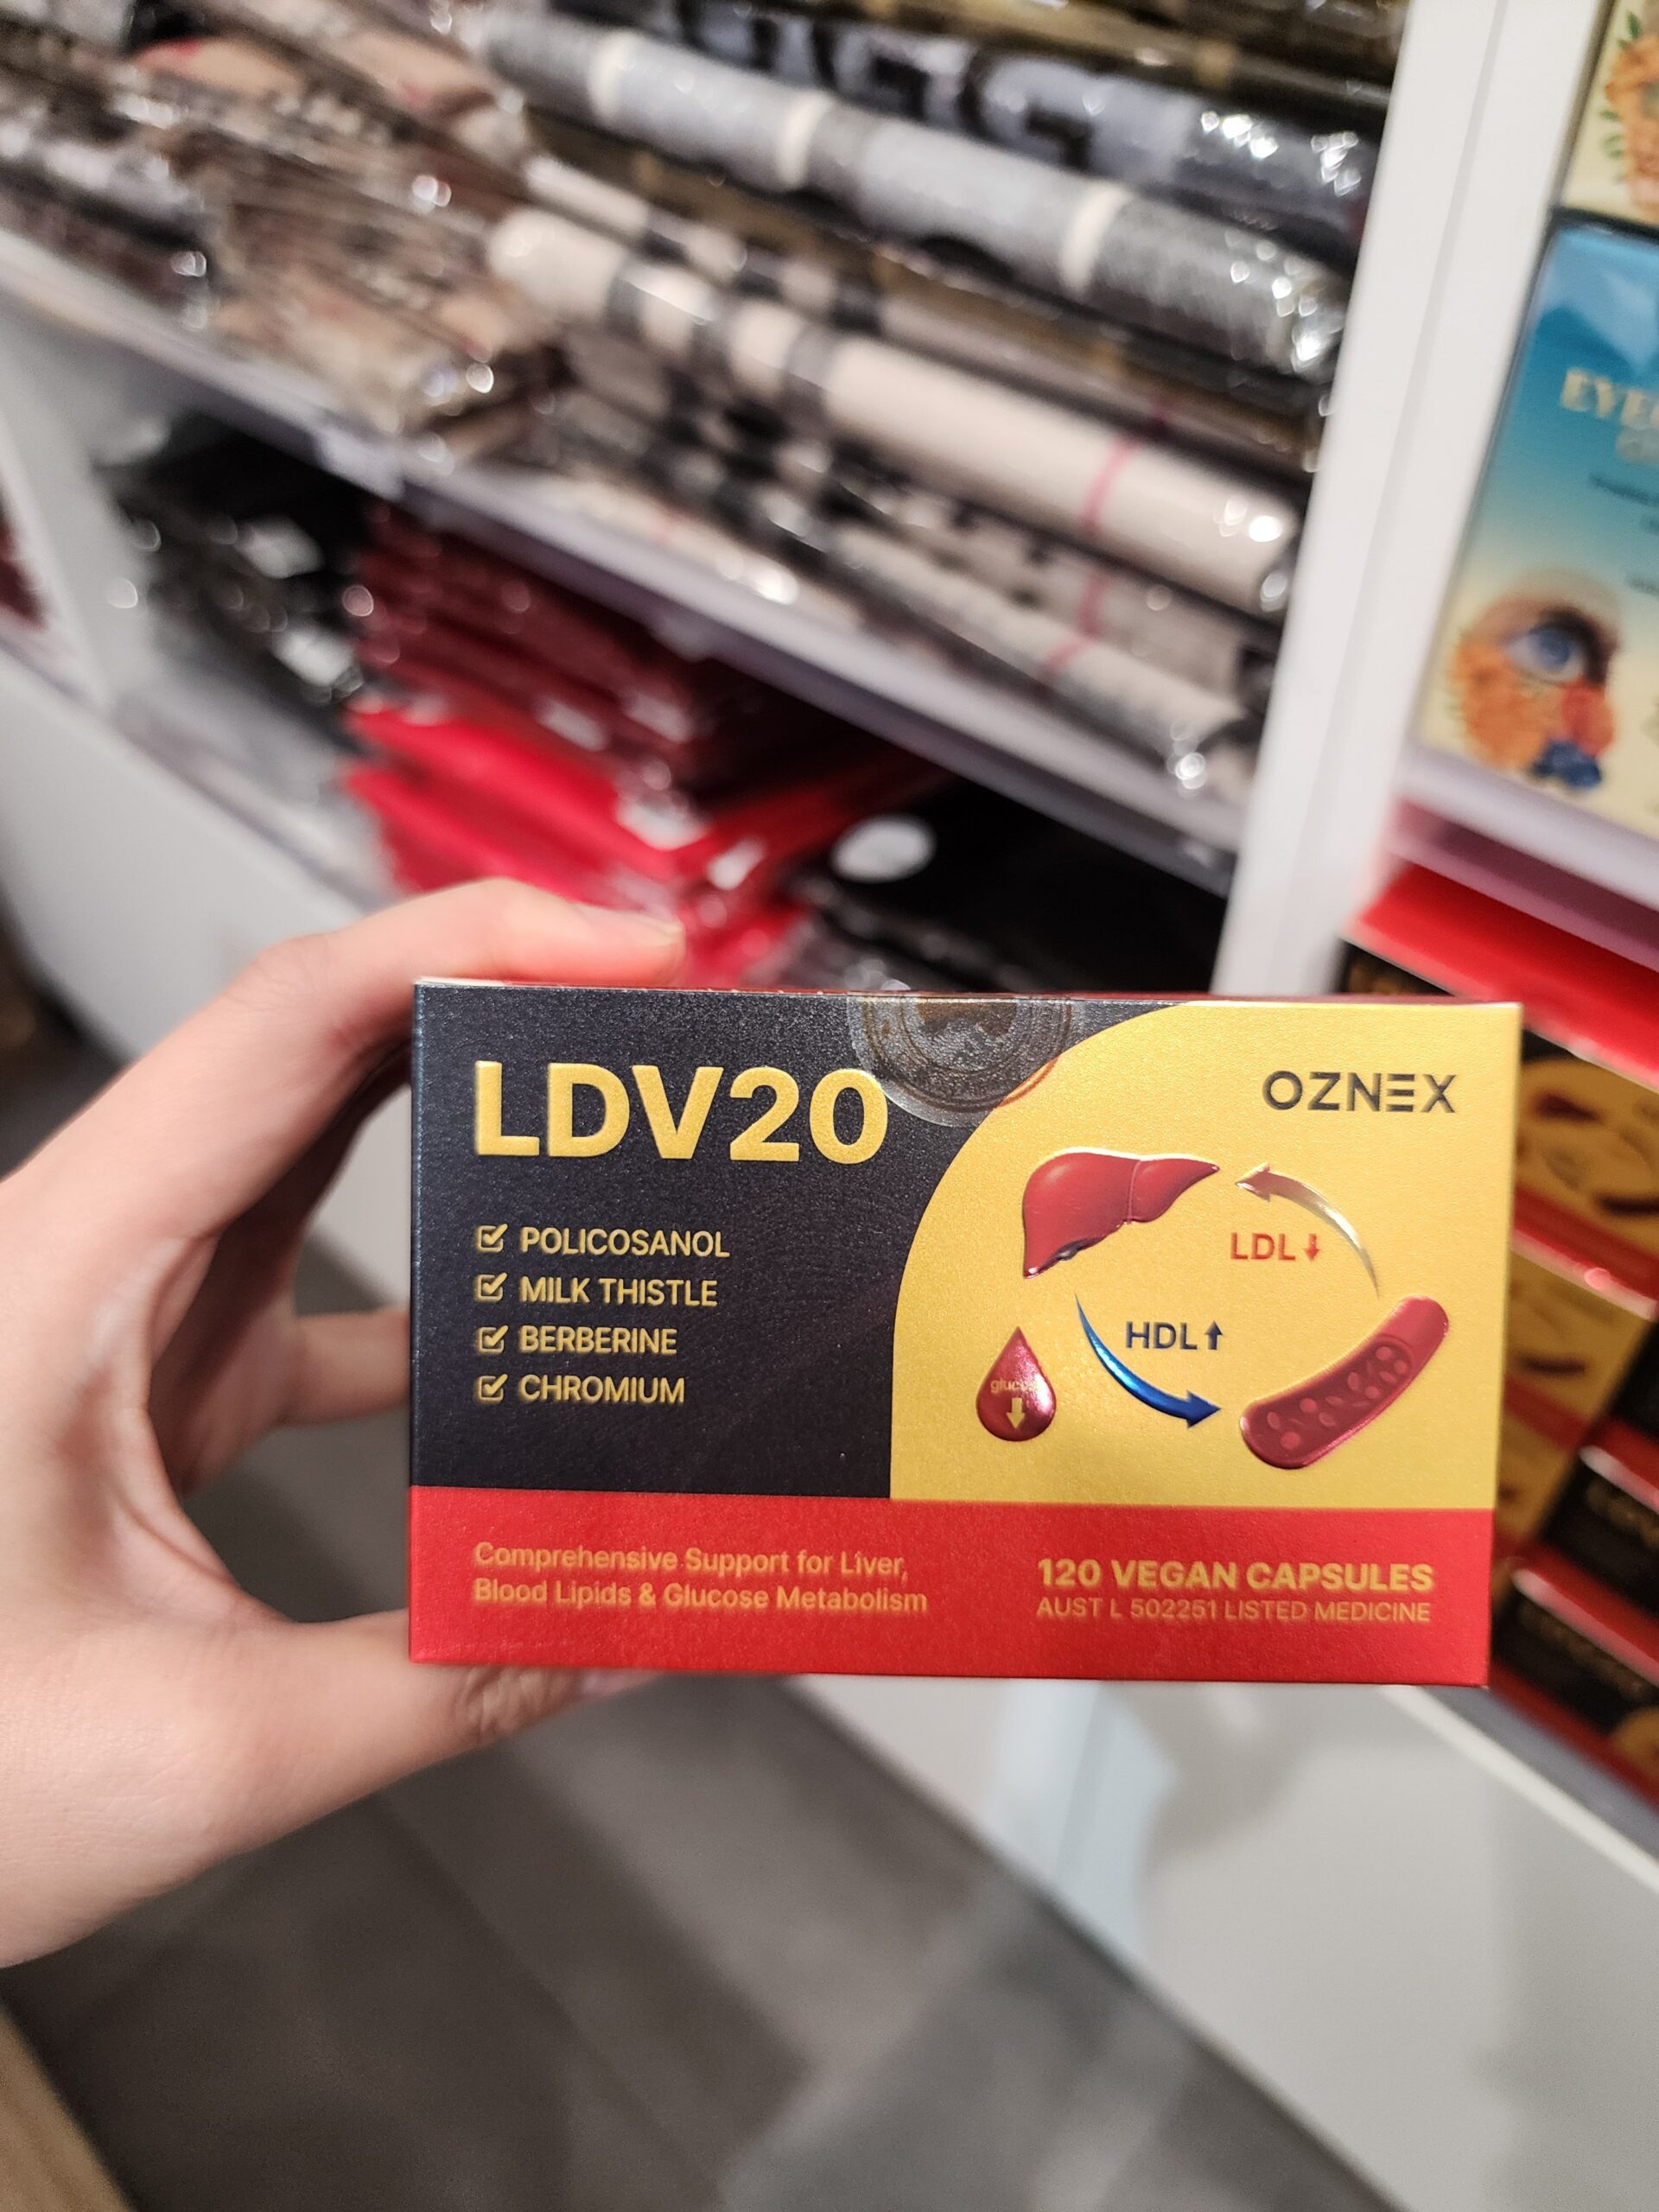 LDV20
OZNEX
POLICOSANOL
MILK THISTLE
BERBERINE
CHROMIUM
LDL
HDL
Comprehensive Support for Liver,
Blood Lipids & Glucose Metabolism
120 VEGAN CAPSULES
AUST L 502251 LISTED MEDICINE